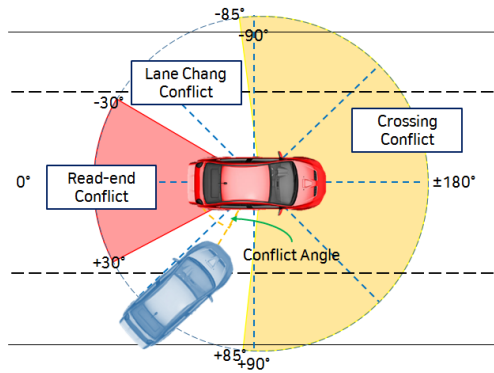 -85°
-90°
Lane Chang
Conflict
-30°
Crossing
Conflict
0°
Read-end
Conflict
±180°
+30°
Conflict Angle
+85°
+90°